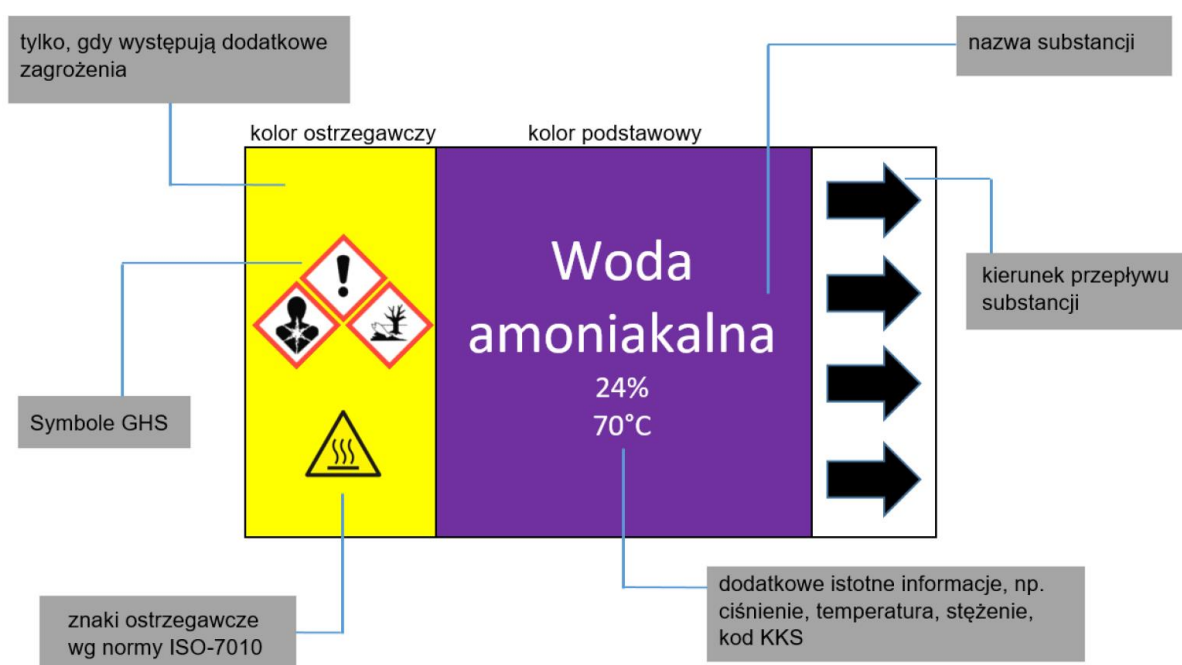 tylko, gdy występują dodatkowe
zagrożenia
nazwa substancji
kolor ostrzegawczy
kolor podstawowy
Woda
amoniakalna
24%
70°C
kierunek przepływu
substancji
Symbole GHS
znaki ostrzegawcze
wg normy ISO-7010
dodatkowe istotne informacje, np.
ciśnienie, temperatura, stężenie,
kod KKS